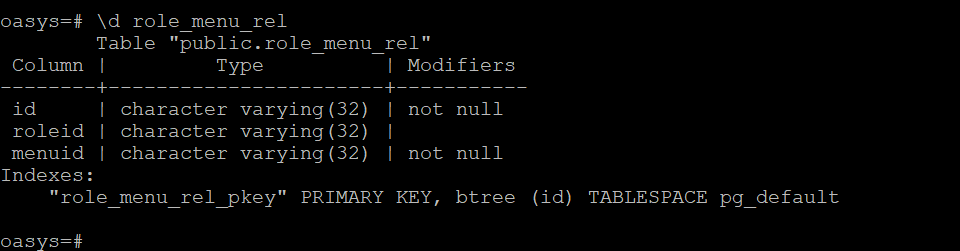 oasys=# \d role_menu_rel
        Table "public.role_menu_rel"
 Column |         Type          | Modifiers
--------+-----------------------+-----------
 id     | character varying(32) | not null
 roleid | character varying(32) |
 menuid | character varying(32) | not null
Indexes:
    "role_menu_rel_pkey" PRIMARY KEY, btree (id) TABLESPACE pg_default
oasys=#